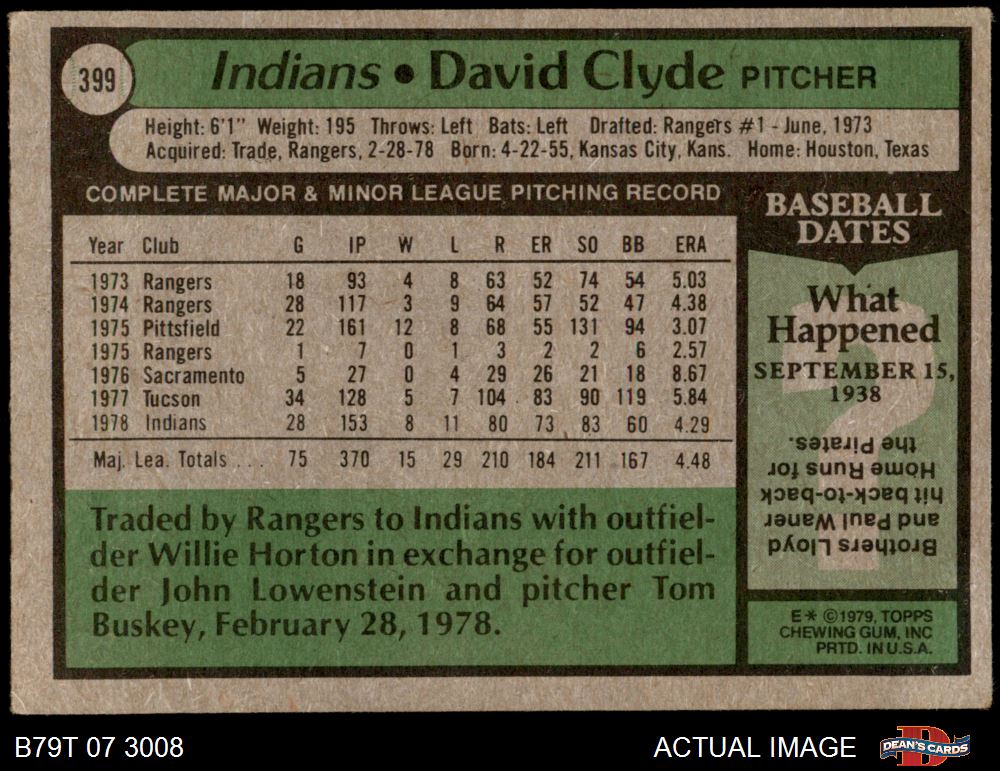 399
Indians • David Clyde PITCHER
Height: 6'1" Weight: 195 Throws: Left Bats: Left Drafted: Rangers #1 - June, 1973
Acquired: Trade, Rangers, 2-28-78 Born: 4-22-55, Kansas City, Kans. Home: Houston, Texas
COMPLETE MAJOR & MINOR LEAGUE PITCHING RECORD
Year Club G IP W L R ER SO BB ERA
1973 Rangers 18 93 4 8 63 52 74 54 5.03
1974 Rangers 28 117 3 9 64 57 52 47 4.38
1975 Pittsfield 22 161 12 8 68 55 131 94 3.07
1975 Rangers 1 7 0 1 3 2 2 6 2.57
1976 Sacramento 5 27 0 4 29 26 21 18 8.67
1977 Tucson 34 128 5 7 104 83 90 119 5.84
1978 Indians 28 153 8 11 80 73 83 60 4.29
Maj. Lea. Totals . . . 75 370 15 29 210 184 211 167 4.48
Traded by Rangers to Indians with outfiel-
der Willie Horton in exchange for outfiel-
der John Lowenstein and pitcher Tom
Buskey, February 28, 1978.
BASEBALL
DATES
What
Happened
SEPTEMBER 15,
1938
Brothers Lloyd
and Paul Waner
hit back-to-back
Home Runs for
the Pirates.
E* ©1979, TOPPS
CHEWING GUM, INC
PRTD. IN U.S.A.
B79T 07 3008
ACTUAL IMAGE
DEAN'S CARDS